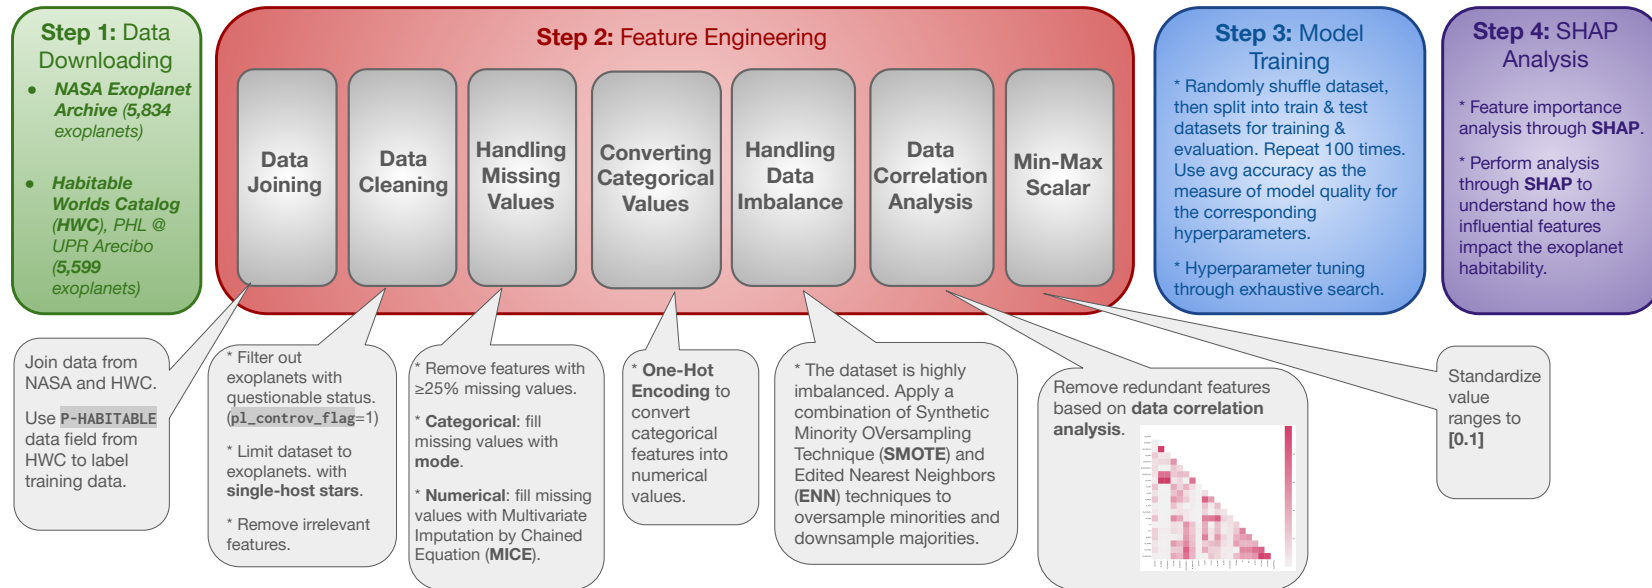 Step 1: Data
Downloading
● NASA Exoplanet
Archive (5,834
exoplanets)
● Habitable
Worlds Catalog
(HWC), PHL @
UPR Arecibo
(5,599
exoplanets)
Step 2: Feature Engineering
Data
Joining
Data
Cleaning
Handling
Missing
Values
Converting
Categorical
Values
Handling
Data
Imbalance
Data
Correlation
Analysis
Min-Max
Scalar
Step 3: Model
Training
* Randomly shuffle dataset,
then split into train & test
datasets for training &
evaluation. Repeat 100 times.
Use avg accuracy as the
measure of model quality for
the corresponding
hyperparameters.
* Hyperparameter tuning
through exhaustive search.
Step 4: SHAP
Analysis
* Feature importance
analysis through SHAP.
* Perform analysis
through SHAP to
understand how the
influential features
impact the exoplanet
habitability.
Join data from
NASA and HWC.
Use P-HABITABLE
data field from
HWC to label
training data.
* Filter out
exoplanets with
questionable status.
(pl_controv_flag=1)
* Limit dataset to
exoplanets. with
single-host stars.
* Remove irrelevant
features.
* Remove features with
≥25% missing values.
* Categorical: fill
missing values with
mode.
* Numerical: fill missing
values with Multivariate
Imputation by Chained
Equation (MICE).
* One-Hot
Encoding to
convert
categorical
features into
numerical
values.
* The dataset is highly
imbalanced. Apply a
combination of Synthetic
Minority OVersampling
Technique (SMOTE) and
Edited Nearest Neighbors
(ENN) techniques to
oversample minorities and
downsample majorities.
Remove redundant features
based on data correlation
analysis.
Standardize
value
ranges to
[0.1]